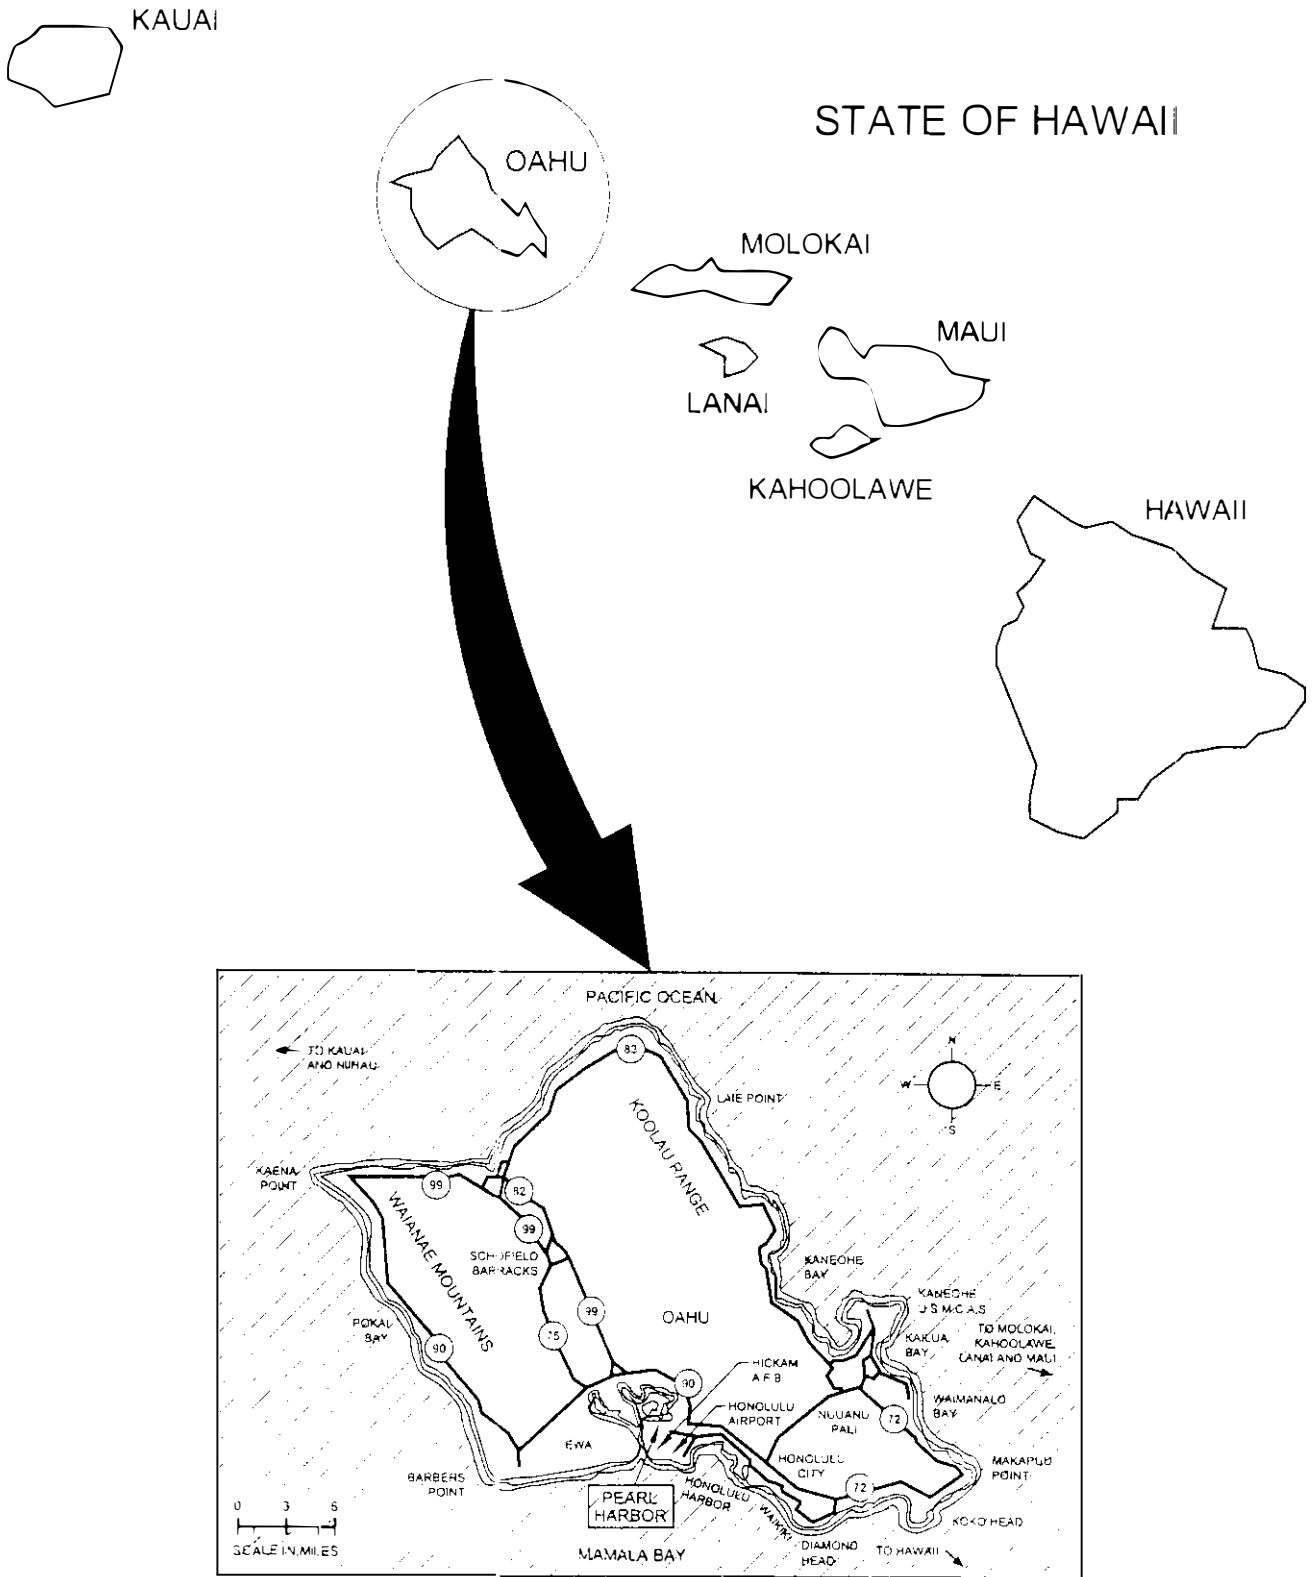 KAUAI
STATE OF HAWAII
OAHU
MOLOKAI
MAUI
LANAI
KAHOOLAWE
HAWAII
PACIFIC OCEAN
TO KAUAI
AND NIIHAU
83
N
W
E
S
LAIE POINT
KOOLAU RANGE
KAENA
POINT
99
82
99
WAIANAE MOUNTAINS
SCHOFIELD
BARRACKS
KANEOHE
BAY
KANEOHE
U S M C A S
POKAI
BAY
90
75
99
OAHU
KAILUA
BAY
TO MOLOKAI,
KAHOOLAWE,
LANAI AND MAUI
HICKAM
A F B
90
HONOLULU
AIRPORT
NUUANU
PALI
72
WAIMANALO
BAY
EWA
HONOLULU
CITY
MAKAPUU
POINT
BARBERS
POINT
PEARL
HARBOR
HONOLULU
HARBOR
WAIKIKI
72
KOKO HEAD
0 3 6
SCALE IN MILES
MAMALA BAY
DIAMOND
HEAD
TO HAWAII